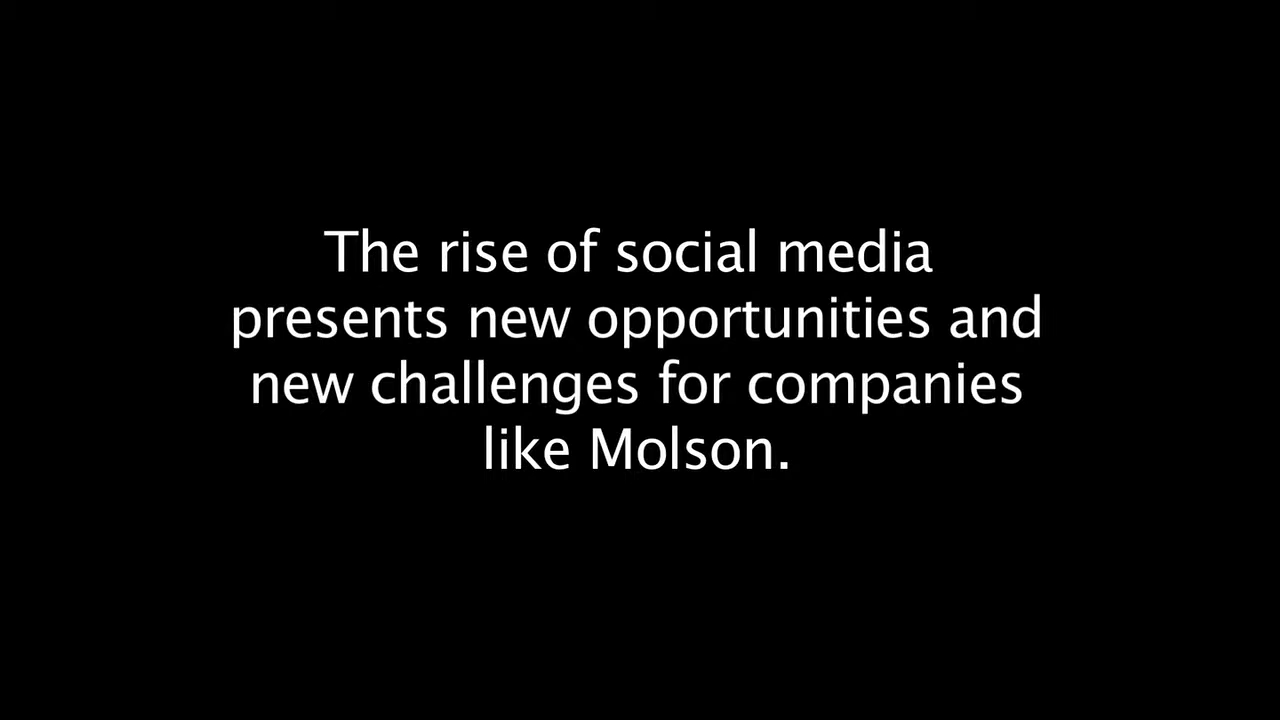 The rise of social media
presents new opportunities and
new challenges for companies
like Molson.